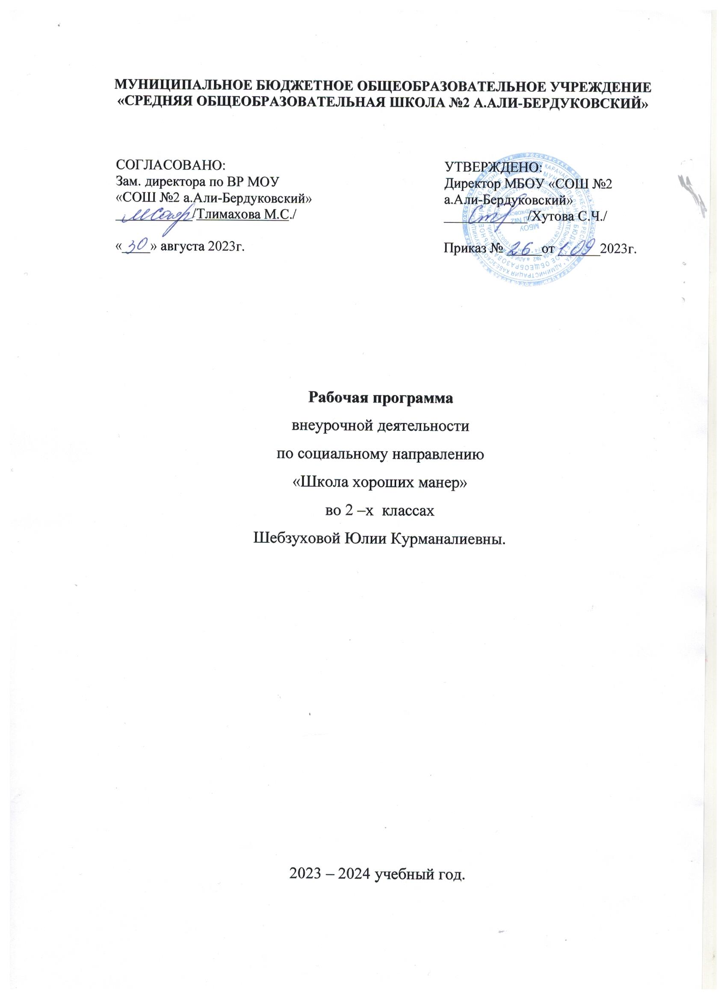 МУНИЦИПАЛЬНОЕ БЮДЖЕТНОЕ ОБЩЕОБРАЗОВАТЕЛЬНОЕ УЧРЕЖДЕНИЕ
«СРЕДНЯЯ ОБЩЕОБРАЗОВАТЕЛЬНАЯ ШКОЛА №2 А.АЛИ-БЕРДУКОВСКИЙ»
СОГЛАСОВАНО:
Зам. директора по ВР МОУ
«СОШ №2 а.Али-Бердуковский»
/Тлимахова М.С./
«30» августа 2023г.
УТВЕРЖДЕНО:
Директор МБОУ «СОШ №2
а.Али-Бердуковский»
/Хутова С.Ч./
Приказ № 26 от 1.09 2023г.
МБОУ
СОШ №2
Рабочая программа
внеурочной деятельности
по социальному направлению
«Школа хороших манер»
во 2 –х классах
Шебзуховой Юлии Курманалиевны.
2023 – 2024 учебный год.